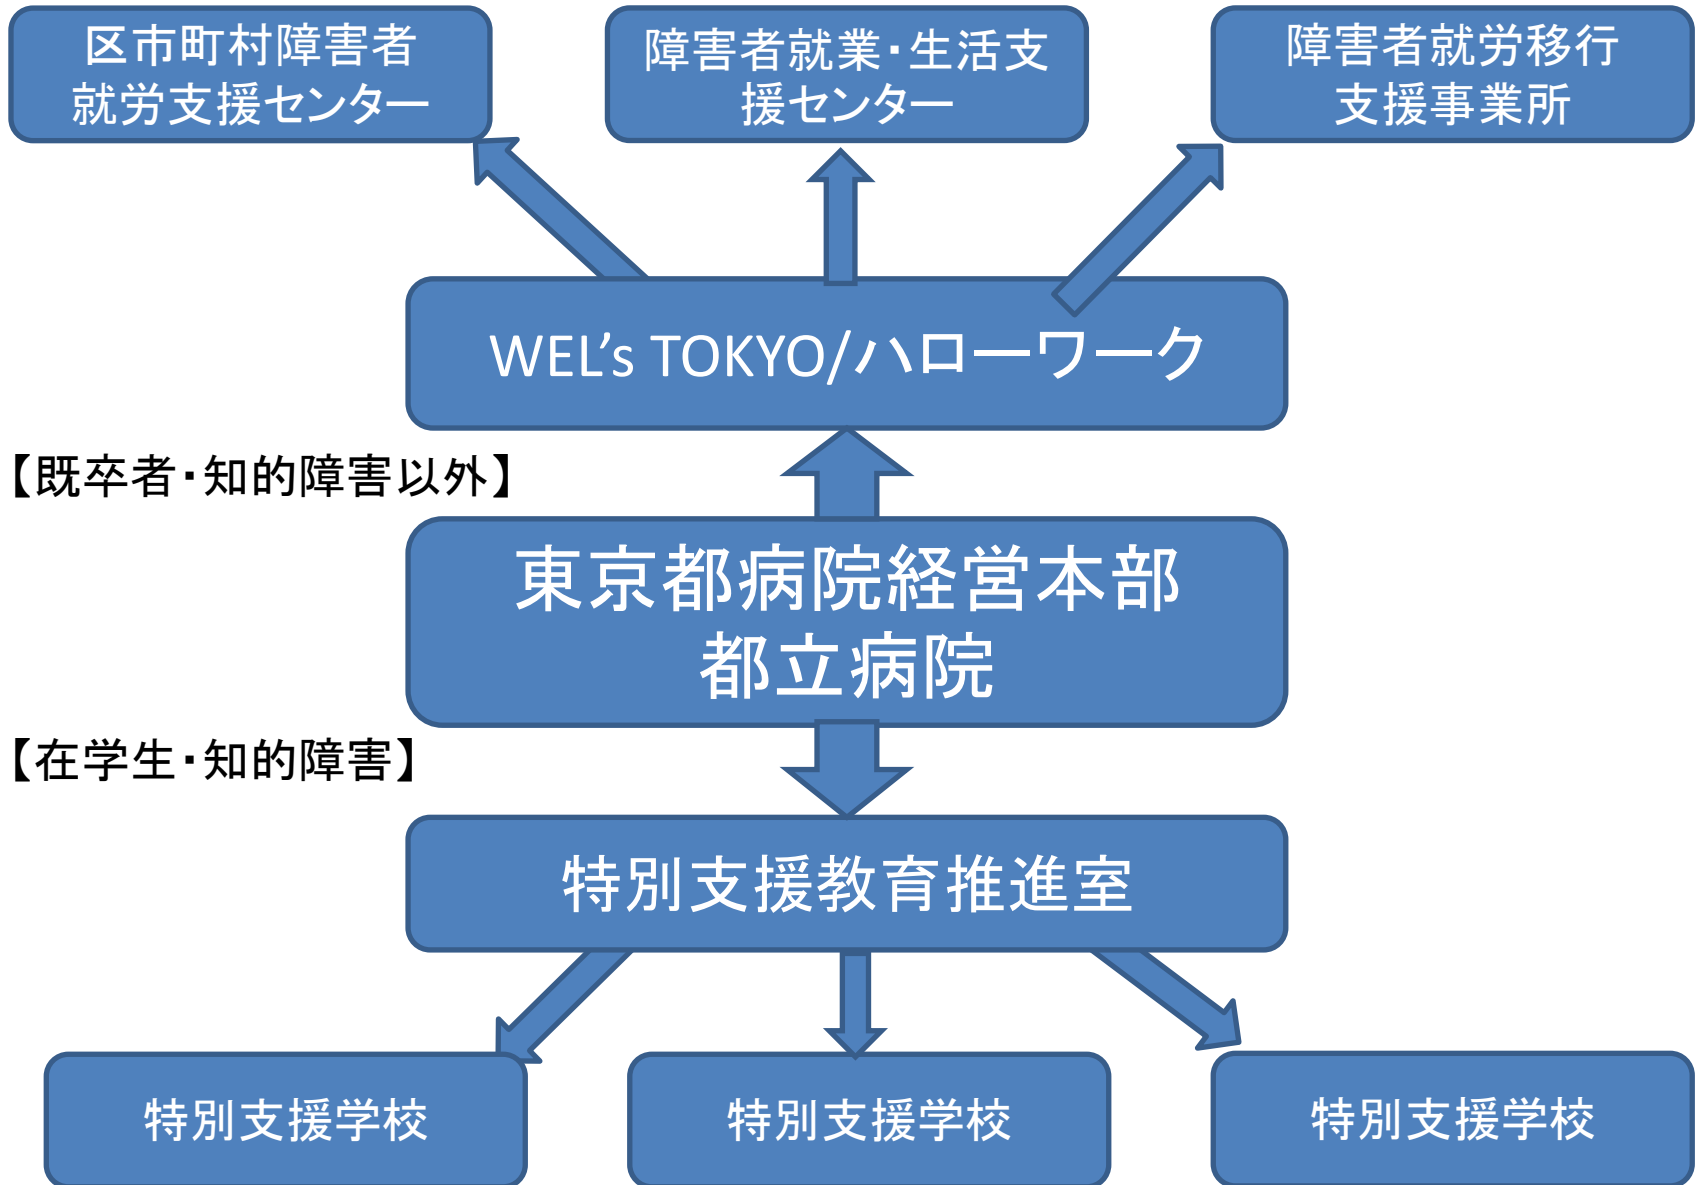 区市町村障害者
就労支援センター
障害者就業・生活支
援センター
障害者就労移行
支援事業所
WEL’s TOKYO/ハローワーク
【既卒者・知的障害以外】
東京都病院経営本部
都立病院
【在学生・知的障害】
特別支援教育推進室
特別支援学校
特別支援学校
特別支援学校